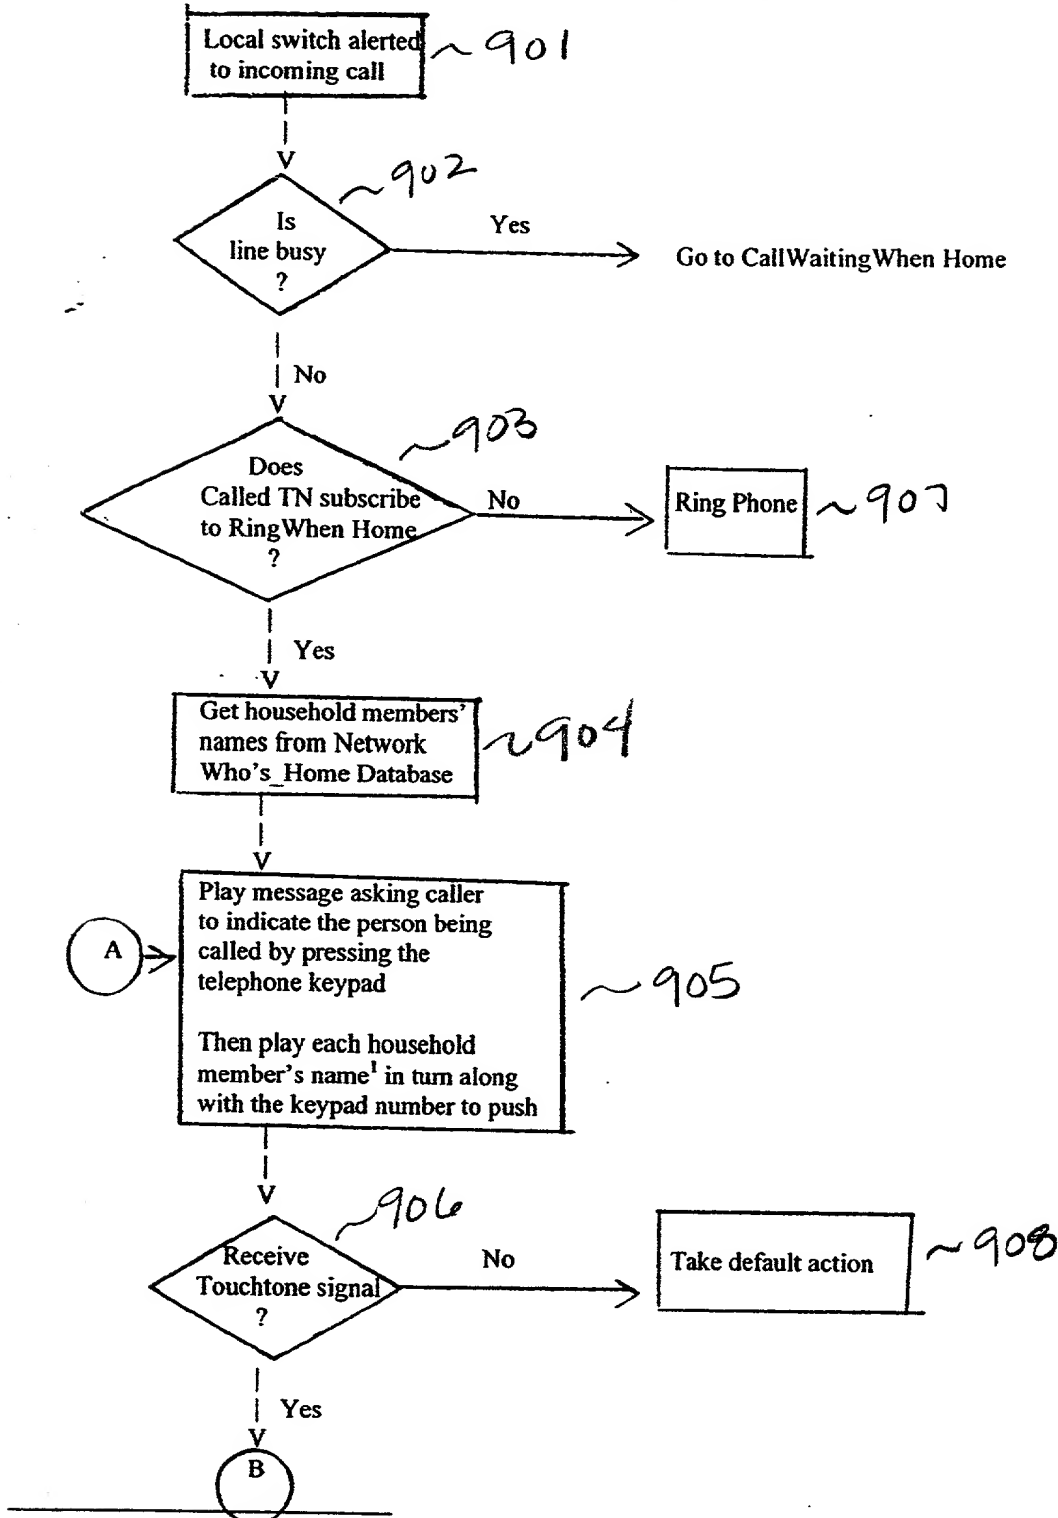 Local switch alerted
to incoming call
~901
~902
Is
line busy
?
Yes
Go to CallWaitingWhen Home
No
~903
Does
Called TN subscribe
to RingWhen Home
?
No
Ring Phone
~907
Yes
Get household members'
names from Network
Who's_Home Database
~904
A
Play message asking caller
to indicate the person being
called by pressing the
telephone keypad
Then play each household
member's name¹ in turn along
with the keypad number to push
~905
~906
Receive
Touchtone signal
?
No
Take default action
~908
Yes
B